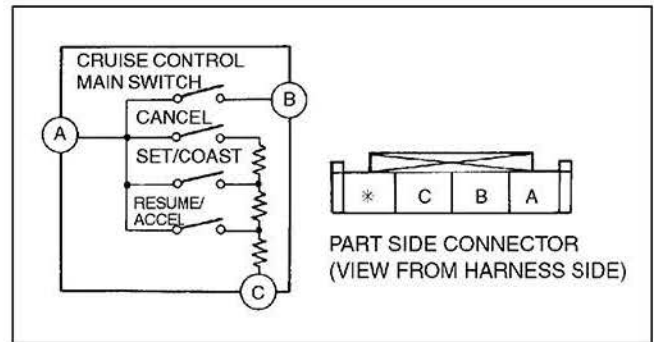 CRUISE CONTROL
MAIN SWITCH
B
CANCEL
A
SET/COAST
RESUME/
ACCEL
C
* C B A
PART SIDE CONNECTOR
(VIEW FROM HARNESS SIDE)